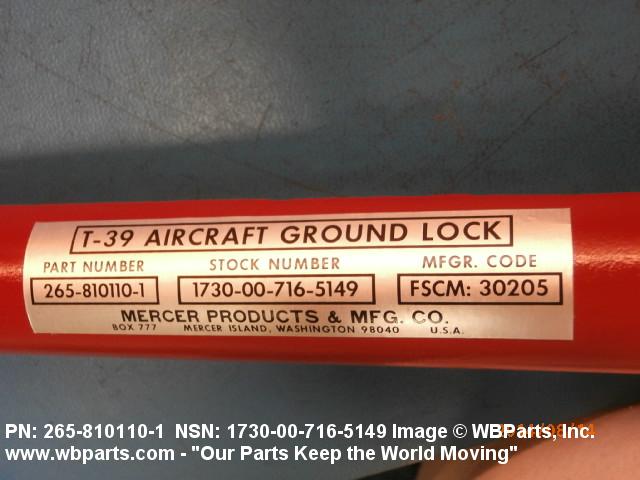 T-39 AIRCRAFT GROUND LOCK
PART NUMBER STOCK NUMBER MFGR. CODE
265-810110-1 1730-00-716-5149 FSCM: 30205
MERCER PRODUCTS & MFG. CO.
BOX 777 MERCER ISLAND, WASHINGTON 98040 U.S.A.
PN: 265-810110-1 NSN: 1730-00-716-5149 Image © WBParts, Inc.
www.wbparts.com - "Our Parts Keep the World Moving"